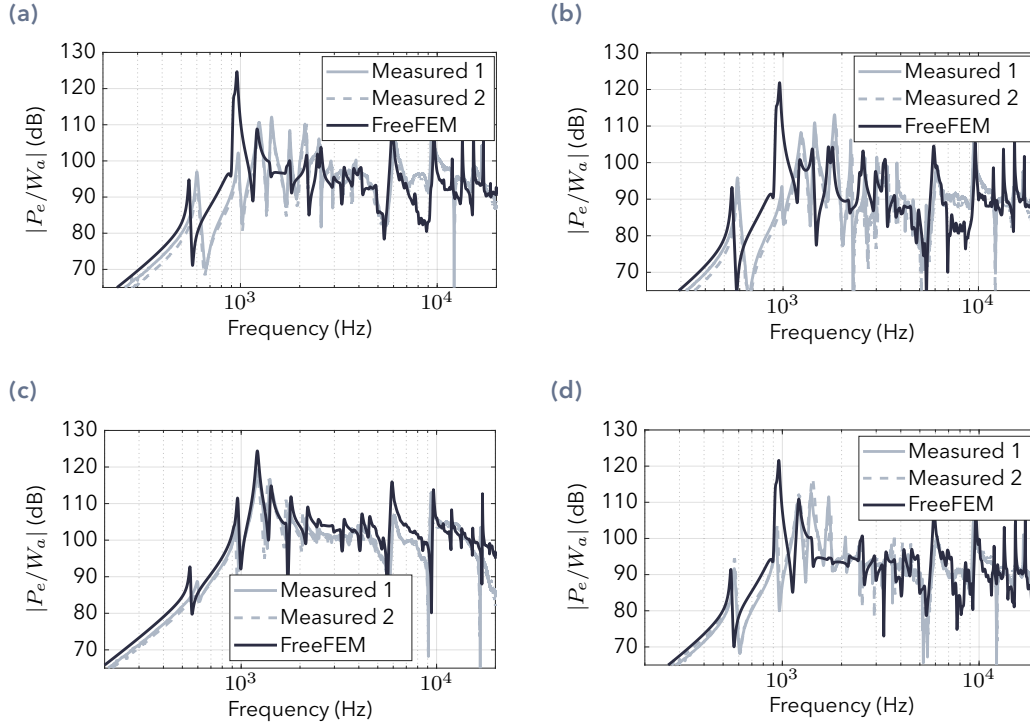 (a)
130
120
110
100
90
80
70
|P_e/W_a| (dB)
Measured 1
Measured 2
FreeFEM
10^3
10^4
Frequency (Hz)
(b)
130
120
110
100
90
80
70
|P_e/W_a| (dB)
Measured 1
Measured 2
FreeFEM
10^3
10^4
Frequency (Hz)
(c)
130
120
110
100
90
80
70
|P_e/W_a| (dB)
Measured 1
Measured 2
FreeFEM
10^3
10^4
Frequency (Hz)
(d)
130
120
110
100
90
80
70
|P_e/W_a| (dB)
Measured 1
Measured 2
FreeFEM
10^3
10^4
Frequency (Hz)